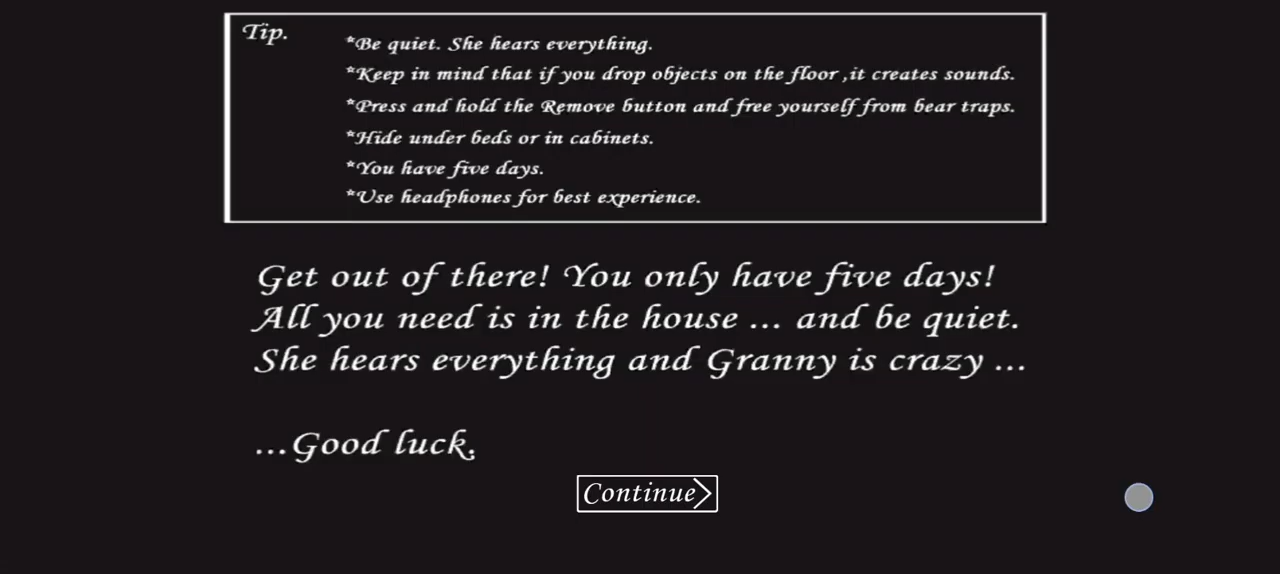 Tip.
*Be quiet. She hears everything.
*Keep in mind that if you drop objects on the floor ,it creates sounds.
*Press and hold the Remove button and free yourself from bear traps.
*Hide under beds or in cabinets.
*You have five days.
*Use headphones for best experience.
Get out of there! You only have five days!
All you need is in the house ... and be quiet.
She hears everything and Granny is crazy ...
...Good luck.
Continue